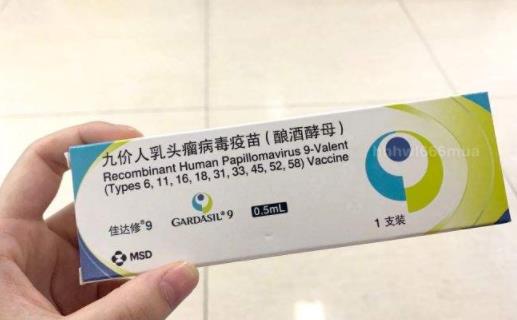 九价人乳头瘤病毒疫苗（酿酒酵母）
Recombinant Human Papillomavirus 9-Valent
(Types 6, 11, 16, 18, 31, 33, 45, 52, 58) Vaccine
佳达修®9
GARDASIL®9
0.5mL
1支装
MSD